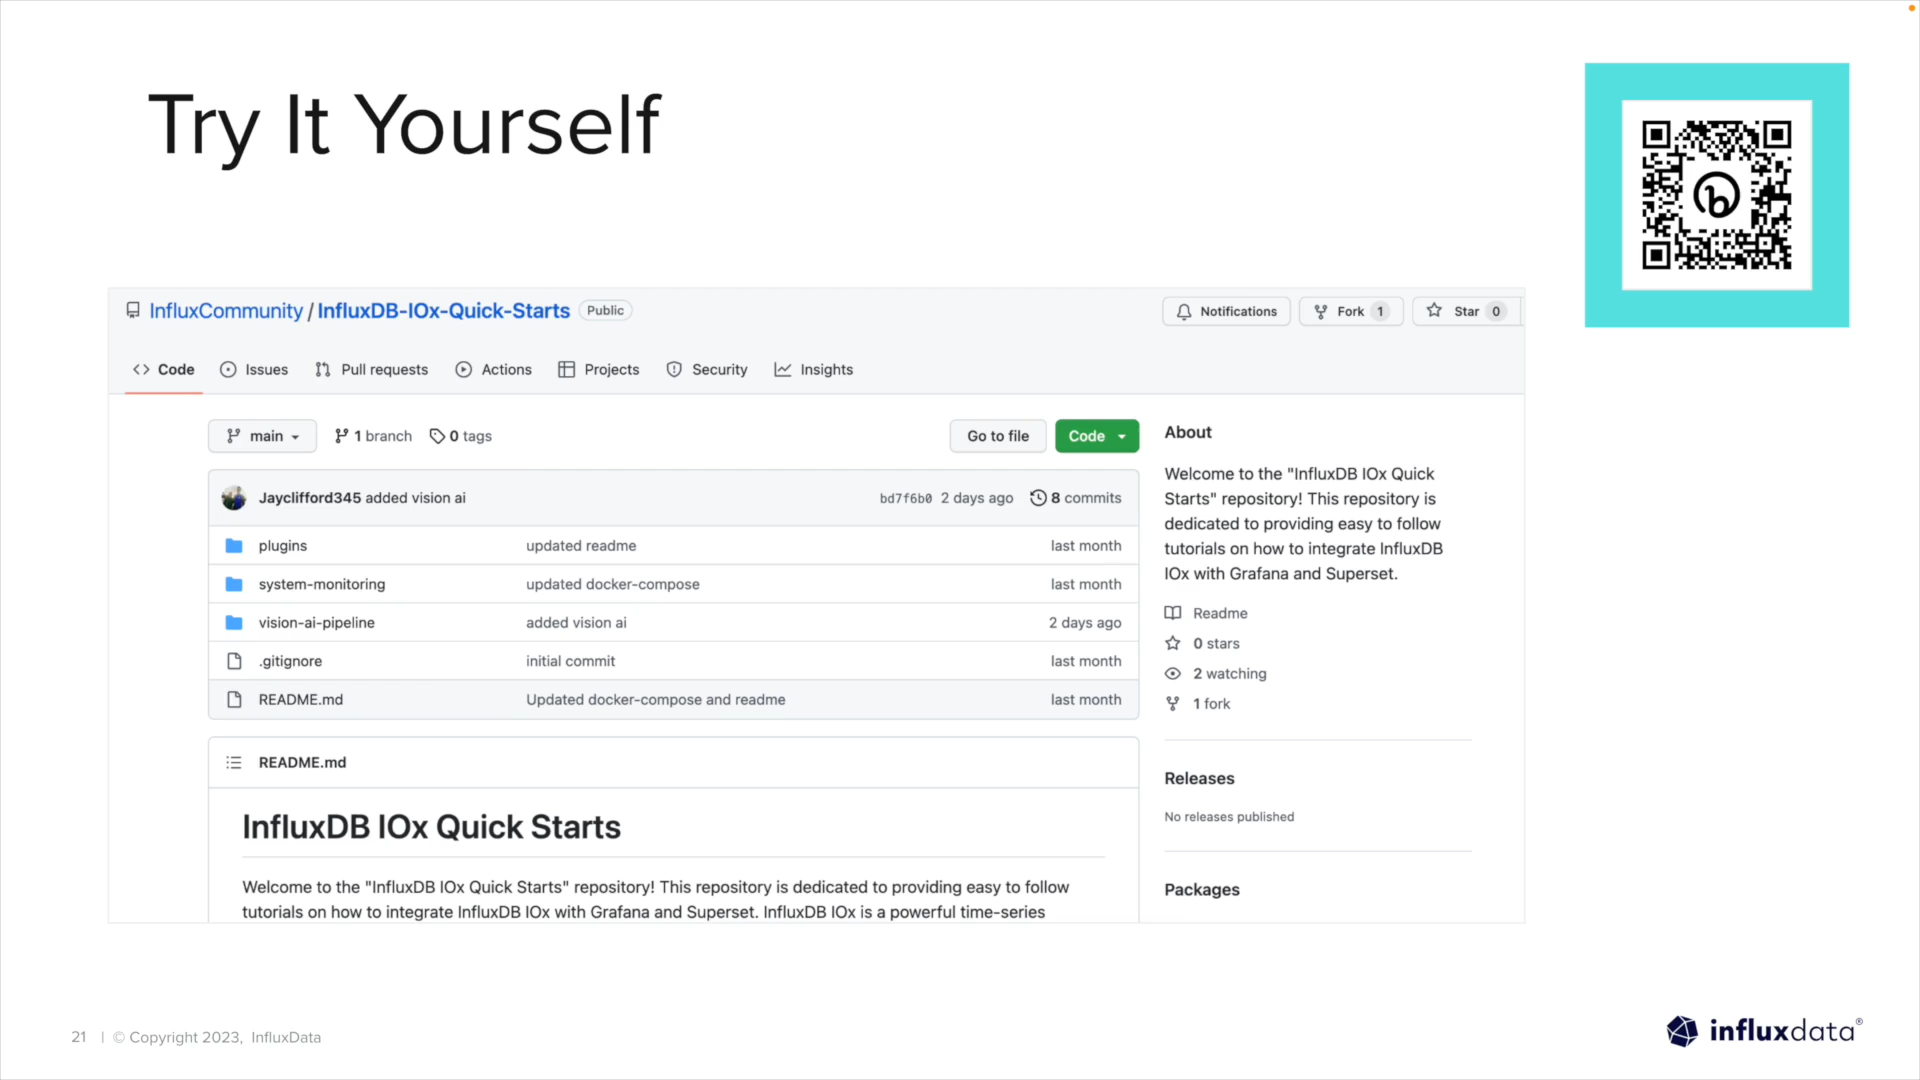 Try It Yourself
InfluxCommunity / InfluxDB-IOx-Quick-Starts Public
Notifications Fork 1 Star 0
Code Issues Pull requests Actions Projects Security Insights
main 1 branch 0 tags Go to file Code
Jayclifford345 added vision ai bd7f6b0 2 days ago 8 commits
plugins updated readme last month
system-monitoring updated docker-compose last month
vision-ai-pipeline added vision ai 2 days ago
.gitignore initial commit last month
README.md Updated docker-compose and readme last month
README.md
InfluxDB IOx Quick Starts
Welcome to the "InfluxDB IOx Quick Starts" repository! This repository is dedicated to providing easy to follow
tutorials on how to integrate InfluxDB IOx with Grafana and Superset. InfluxDB IOx is a powerful time-series
About
Welcome to the "InfluxDB IOx Quick
Starts" repository! This repository is
dedicated to providing easy to follow
tutorials on how to integrate InfluxDB
IOx with Grafana and Superset.
Readme
0 stars
2 watching
1 fork
Releases
No releases published
Packages
21 | © Copyright 2023, InfluxData
influxdata®